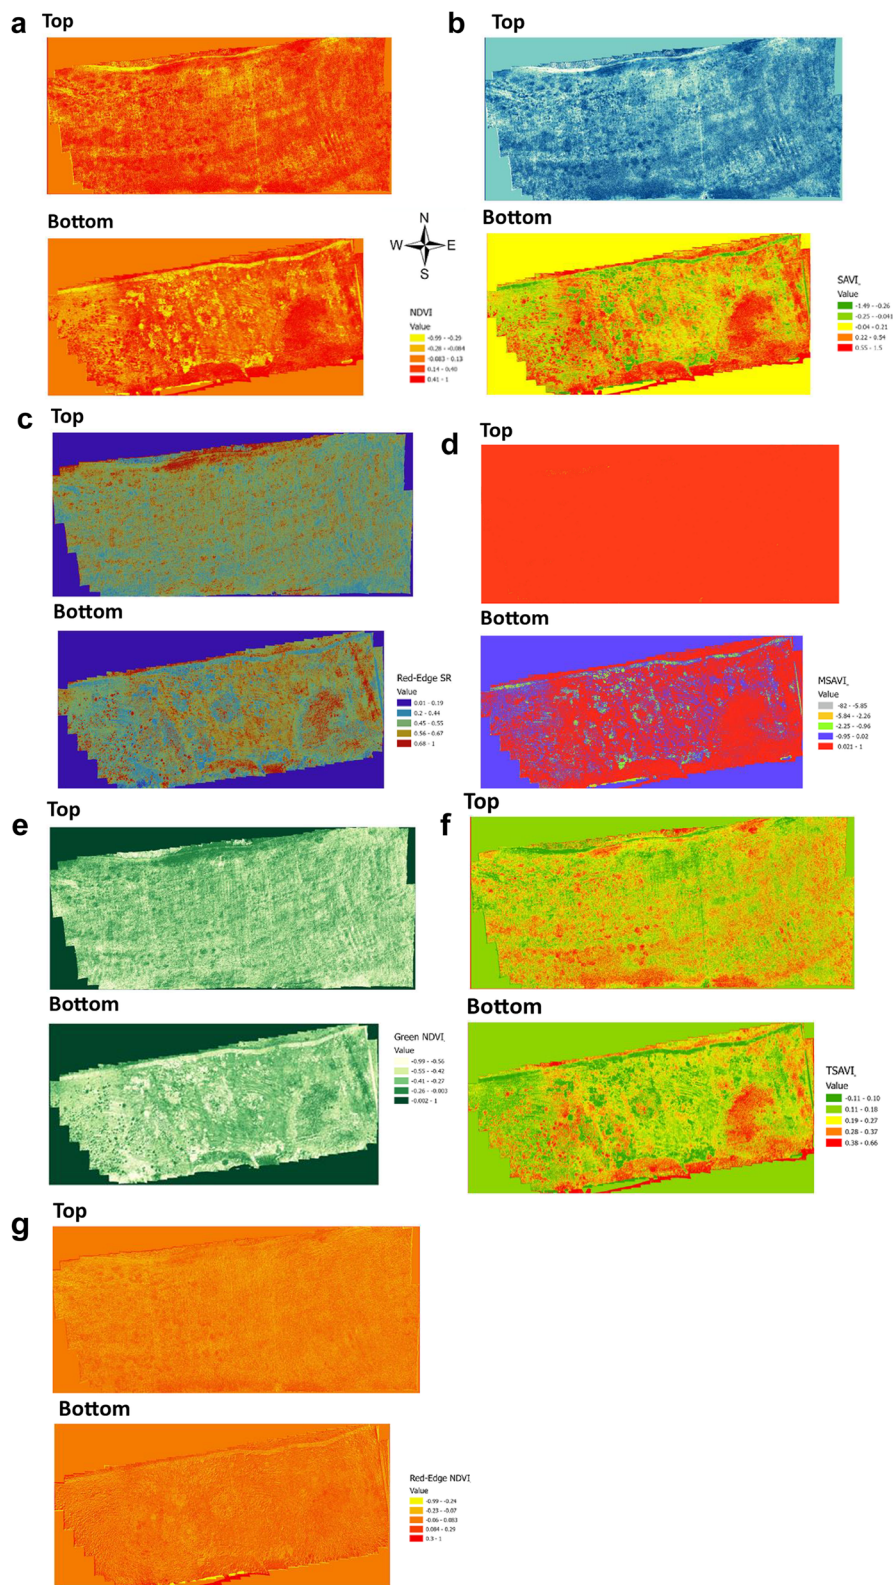 a
Top
b
Top
Bottom
N
W E
S
NDVI
Value
-0.99 - -0.29
-0.28 - -0.084
-0.083 - 0.13
0.14 - 0.40
0.41 - 1
Bottom
SAVI
Value
-1.49 - -0.26
-0.25 - -0.041
-0.04 - 0.21
0.22 - 0.54
0.55 - 1.5
c
Top
Bottom
Red-Edge SR
Value
0.01 - 0.19
0.2 - 0.44
0.45 - 0.55
0.56 - 0.67
0.68 - 1
d
Top
Bottom
MSAVI
Value
-82 - -5.85
-5.84 - -2.26
-2.25 - -0.96
-0.95 - 0.02
0.021 - 1
e
Top
Bottom
Green NDVI
Value
-0.99 - -0.56
-0.55 - -0.42
-0.41 - -0.27
-0.26 - -0.003
-0.002 - 1
f
Top
Bottom
TSAVI
Value
-0.11 - 0.10
0.11 - 0.18
0.19 - 0.27
0.28 - 0.37
0.38 - 0.66
g
Top
Bottom
Red-Edge NDVI
Value
-0.99 - -0.24
-0.23 - -0.07
-0.06 - 0.083
0.084 - 0.29
0.3 - 1